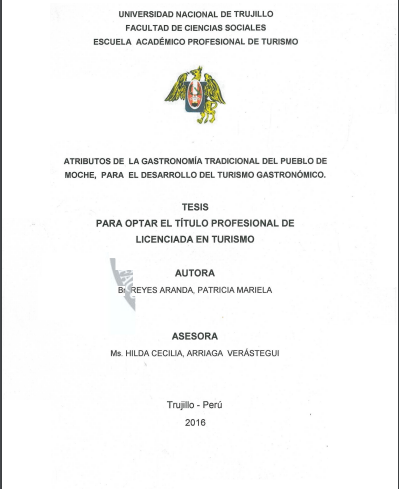 UNIVERSIDAD NACIONAL DE TRUJILLO
FACULTAD DE CIENCIAS SOCIALES
ESCUELA ACADÉMICO PROFESIONAL DE TURISMO
ATRIBUTOS DE LA GASTRONOMÍA TRADICIONAL DEL PUEBLO DE
MOCHE, PARA EL DESARROLLO DEL TURISMO GASTRONÓMICO.
TESIS
PARA OPTAR EL TÍTULO PROFESIONAL DE
LICENCIADA EN TURISMO
AUTORA
Br. REYES ARANDA, PATRICIA MARIELA
ASESORA
Ms. HILDA CECILIA, ARRIAGA VERÁSTEGUI
Trujillo - Perú
2016